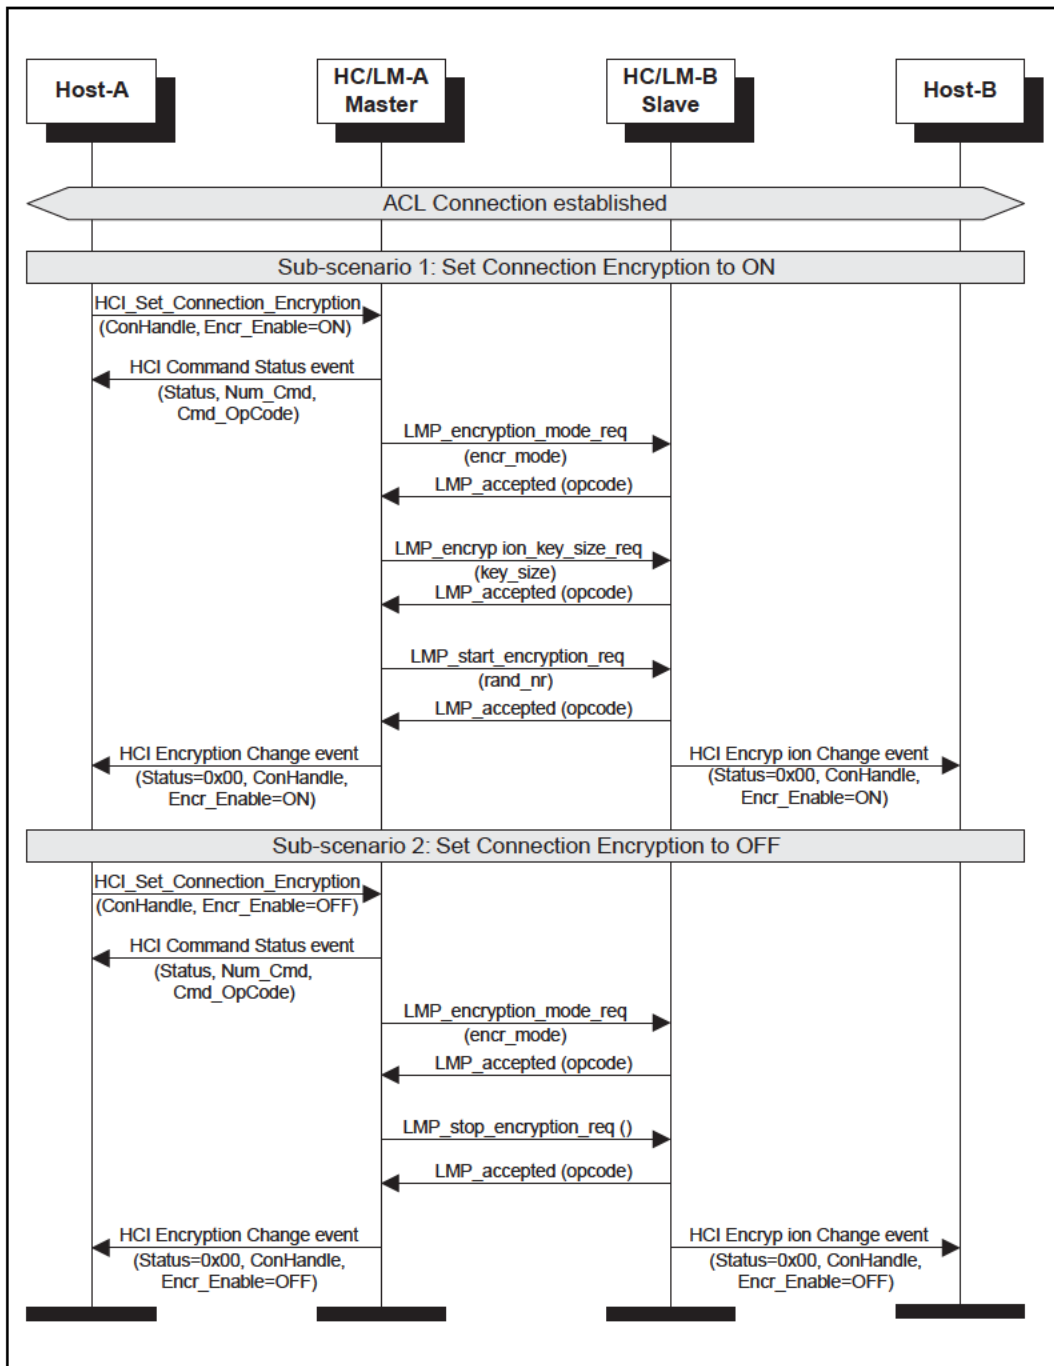 Host-A
HC/LM-A
Master
HC/LM-B
Slave
Host-B
ACL Connection established
Sub-scenario 1: Set Connection Encryption to ON
HCI_Set_Connection_Encryption
(ConHandle, Encr_Enable=ON)
HCI Command Status event
(Status, Num_Cmd,
Cmd_OpCode)
LMP_encryption_mode_req
(encr_mode)
LMP_accepted (opcode)
LMP_encryp ion_key_size_req
(key_size)
LMP_accepted (opcode)
LMP_start_encryption_req
(rand_nr)
LMP_accepted (opcode)
HCI Encryption Change event
(Status=0x00, ConHandle,
Encr_Enable=ON)
HCI Encryp ion Change event
(Status=0x00, ConHandle,
Encr_Enable=ON)
Sub-scenario 2: Set Connection Encryption to OFF
HCI_Set_Connection_Encryption
(ConHandle, Encr_Enable=OFF)
HCI Command Status event
(Status, Num_Cmd,
Cmd_OpCode)
LMP_encryption_mode_req
(encr_mode)
LMP_accepted (opcode)
LMP_stop_encryption_req ()
LMP_accepted (opcode)
HCI Encryption Change event
(Status=0x00, ConHandle,
Encr_Enable=OFF)
HCI Encryp ion Change event
(Status=0x00, ConHandle,
Encr_Enable=OFF)